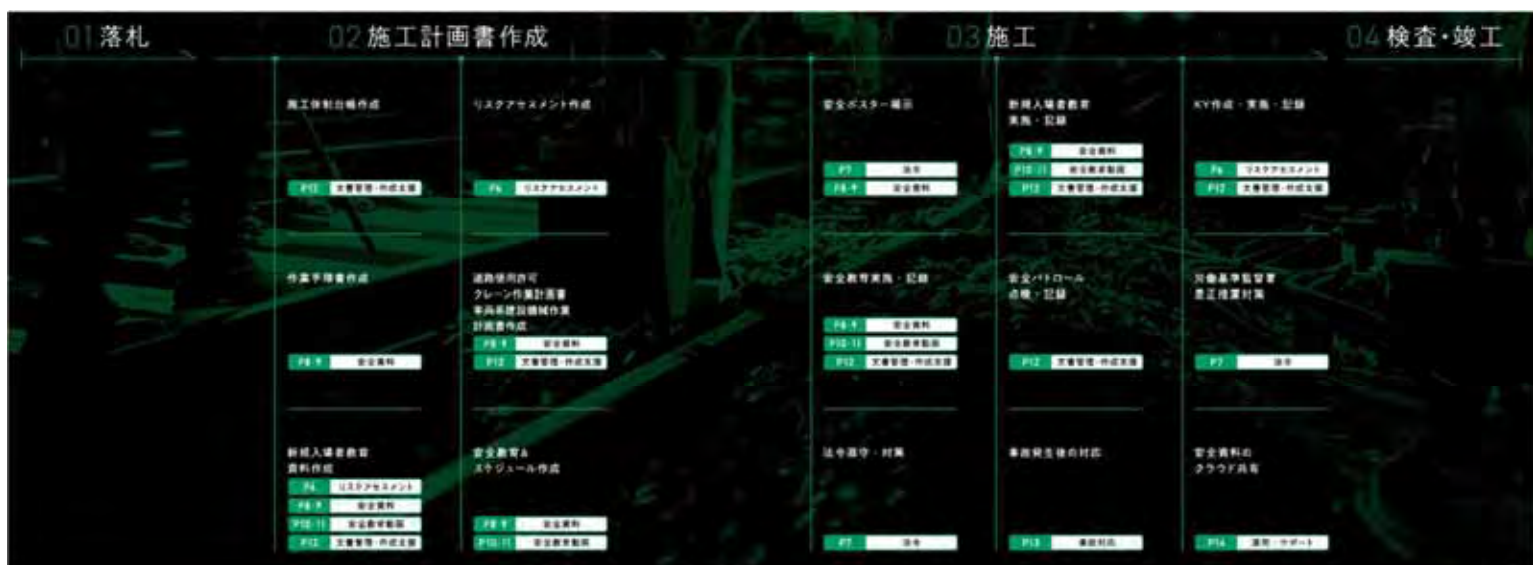 01 落札
02 施工計画書作成
03 施工
04 検査・竣工
施工体制台帳作成
P12 文書管理・作成支援
リスクアセスメント作成
P6 リスクアセスメント
安全ポスター掲示
P7 法令
P8-9 安全資料
新規入場者教育
実施・記録
P8-9 安全資料
P10-11 安全教育動画
P12 文書管理・作成支援
KY作成・実施・記録
P6 リスクアセスメント
P12 文書管理・作成支援
作業手順書作成
P8-9 安全資料
道路使用許可
クレーン作業計画書
車両系建設機械作業
計画書作成
P8-9 安全資料
P12 文書管理・作成支援
安全教育実施・記録
P8-9 安全資料
P10-11 安全教育動画
P12 文書管理・作成支援
安全パトロール
点検・記録
P12 文書管理・作成支援
労働基準監督署
是正措置対策
P7 法令
新規入場者教育
資料作成
P6 リスクアセスメント
P8-9 安全資料
P10-11 安全教育動画
P12 文書管理・作成支援
安全教育&
スケジュール作成
P8-9 安全資料
P10-11 安全教育動画
法令遵守・対策
P7 法令
事故発生後の対応
P13 事故対応
安全資料の
クラウド共有
P14 運用・サポート